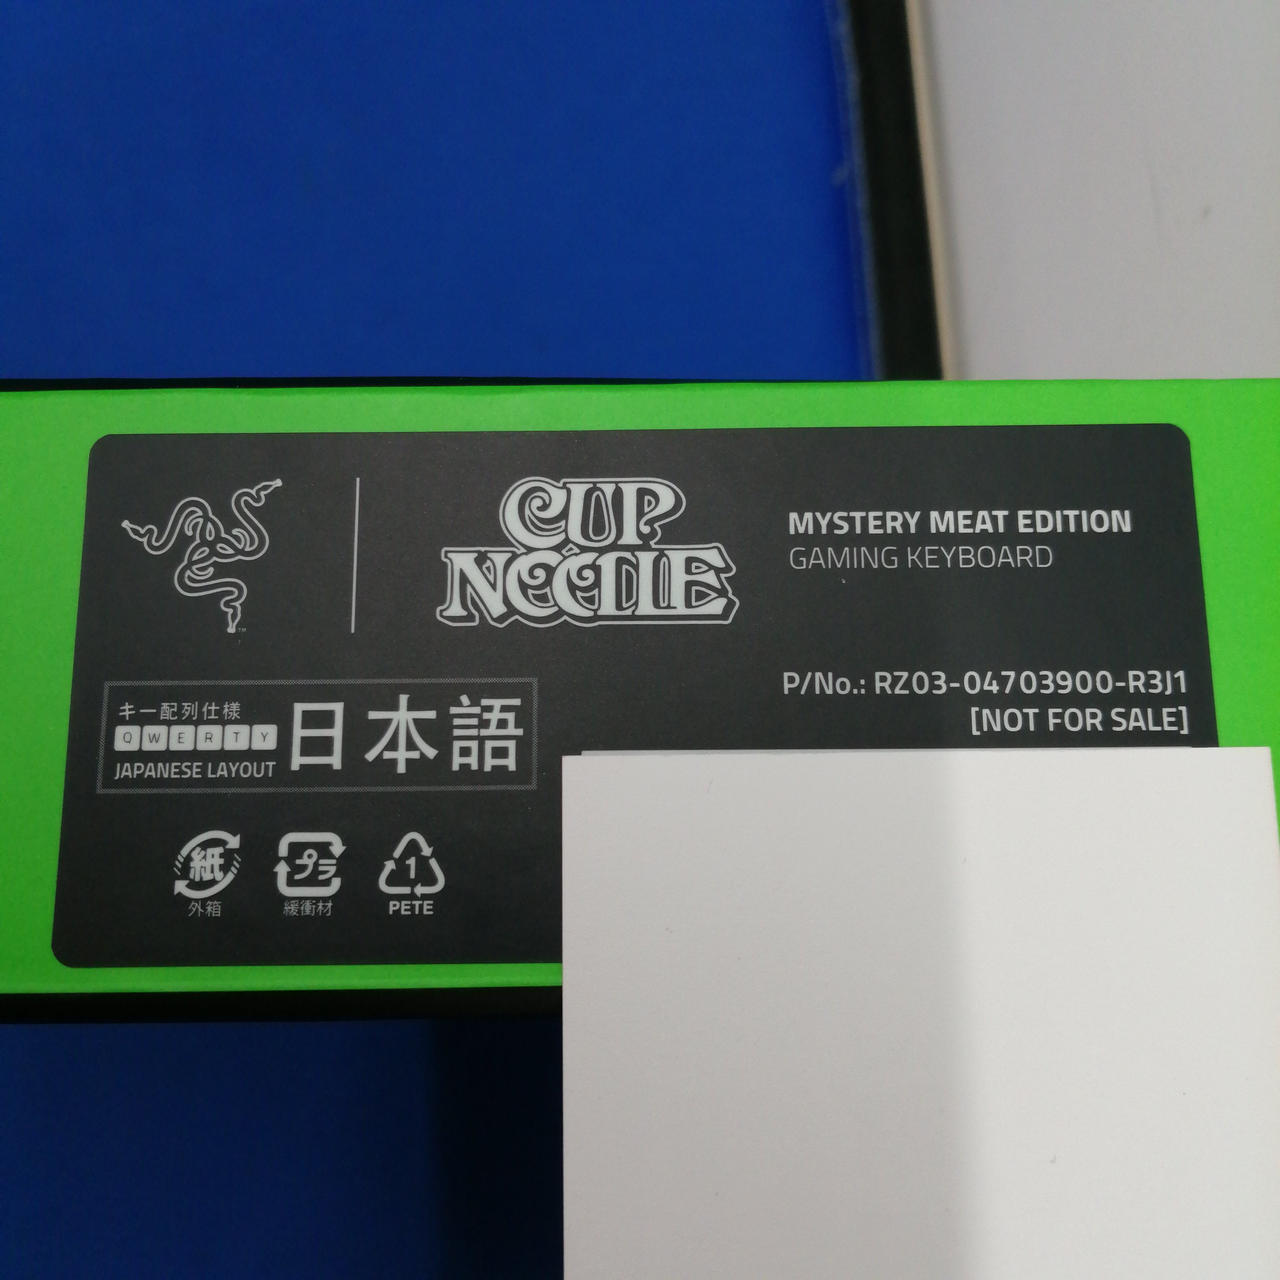 CUP
NOODLE
MYSTERY MEAT EDITION
GAMING KEYBOARD
P/No.: RZ03-04703900-R3J1
[NOT FOR SALE]
キー配列仕様
QWERTY
JAPANESE LAYOUT
日本語
紙
外箱
プラ
緩衝材
1
PETE